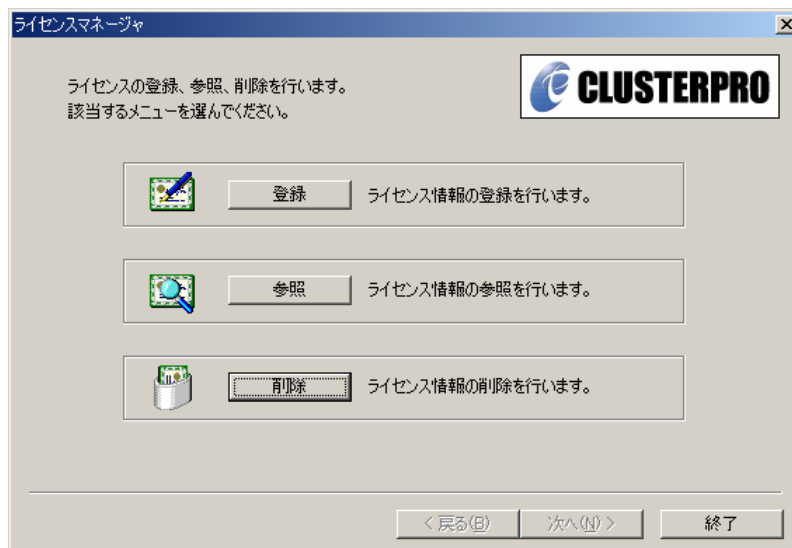 ライセンスマネージャ
ライセンスの登録、参照、削除を行います。
該当するメニューを選んでください。
CLUSTERPRO
登録
ライセンス情報の登録を行います。
参照
ライセンス情報の参照を行います。
削除
ライセンス情報の削除を行います。
< 戻る(B)
次へ(N) >
終了